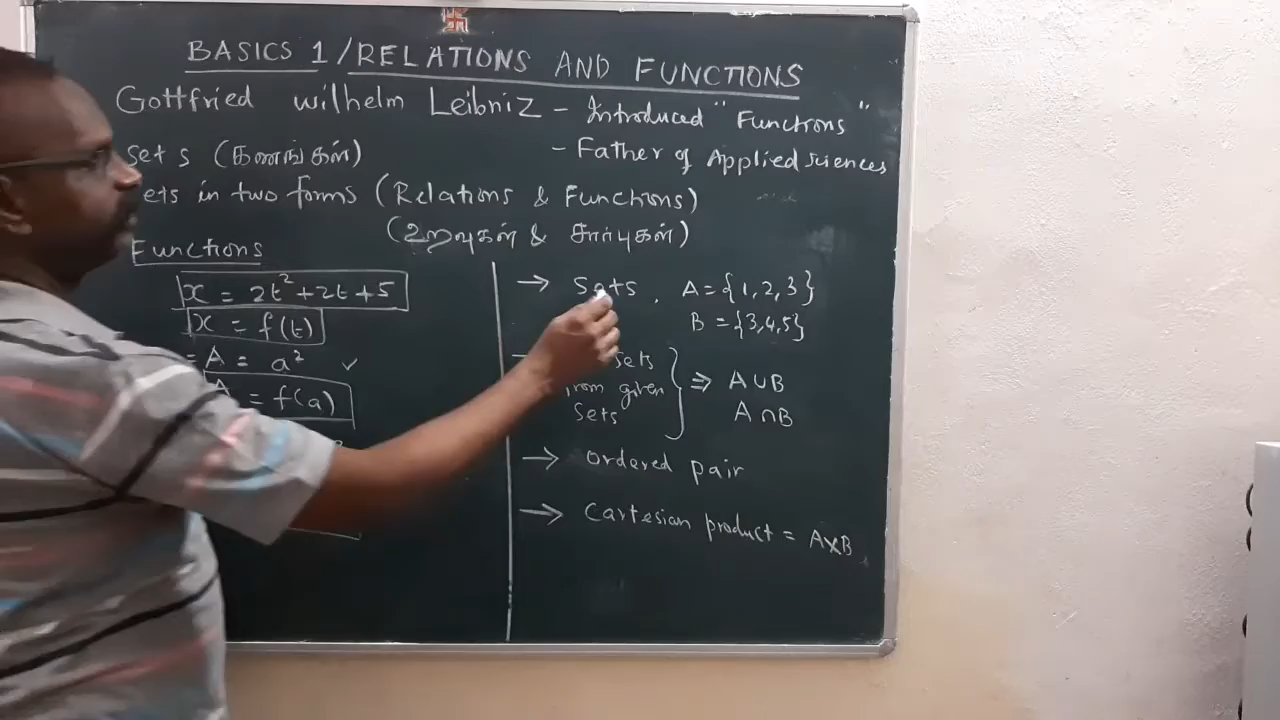 BASICS 1 / RELATIONS AND FUNCTIONS
Gottfried Wilhelm Leibniz - Introduced "Functions"
- Father of Applied Sciences
sets (கணங்கள்)
ets in two forms (Relations & Functions)
(உறவுகள் & சார்புகள்)
Functions
x = 2t² + 2t + 5
x = f(t)
= A = a² ✓
= f(a)
→ Sets, A = {1, 2, 3}
B = {3, 4, 5}
sets
from given
Sets
} ⇒ A ∪ B
A ∩ B
→ ordered pair
→ Cartesian product = A×B